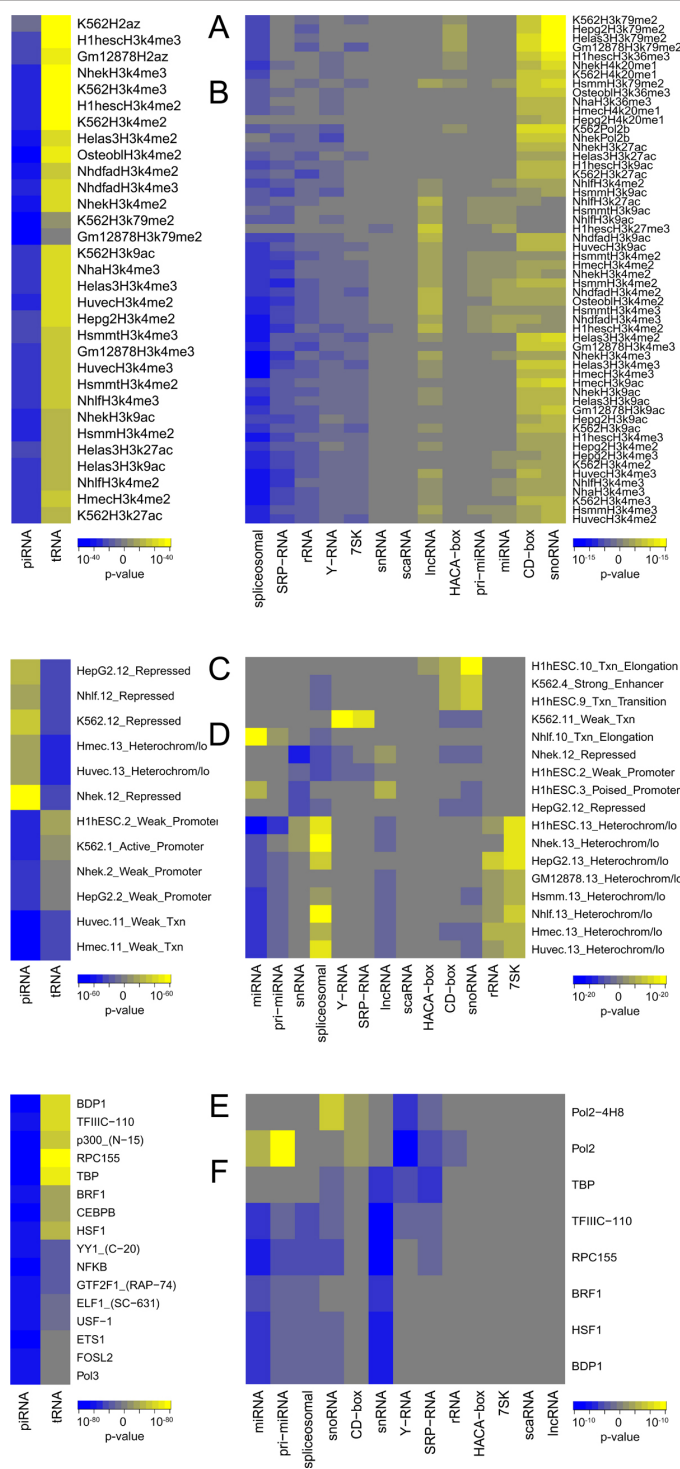 A
B
K562H2az
H1hescH3k4me3
Gm12878H2az
NhekH3k4me3
K562H3k4me3
H1hescH3k4me2
K562H3k4me2
Helas3H3k4me2
OsteoblH3k4me2
NhdfadH3k4me2
NhdfadH3k4me3
NhekH3k4me2
K562H3k79me2
Gm12878H3k79me2
K562H3k9ac
NhaH3k4me3
Helas3H3k4me3
HuvecH3k4me2
Hepg2H3k4me2
HsmmtH3k4me3
Gm12878H3k4me3
HuvecH3k4me3
HsmmtH3k4me2
NhlfH3k4me3
NhekH3k9ac
HsmmH3k4me2
Helas3H3k27ac
Helas3H3k9ac
NhlfH3k4me2
HmecH3k4me2
K562H3k27ac
piRNA
tRNA
10-40 0 10-40
p-value
K562H3k79me2
Hepg2H3k79me2
Helas3H3k79me2
Gm12878H3k79me2
H1hescH3k36me3
NhekH4k20me1
K562H4k20me1
HsmmH3k79me2
OsteoblH3k36me3
NhaH3k36me3
HmecH4k20me1
Hepg2H4k20me1
K562Pol2b
NhekPol2b
NhekH3k27ac
Helas3H3k27ac
H1hescH3k9ac
K562H3k27ac
NhlfH3k4me2
HsmmH3k9ac
NhlfH3k27ac
HsmmtH3k9ac
NhlfH3k9ac
H1hescH3k27me3
NhdfadH3k9ac
HuvecH3k9ac
HsmmtH3k4me2
HmecH3k4me2
NhekH3k4me2
HsmmH3k4me2
NhdfadH3k4me2
OsteoblH3k4me2
HsmmtH3k4me3
NhdfadH3k4me3
H1hescH3k4me2
Helas3H3k4me2
Gm12878H3k4me3
NhekH3k4me3
Helas3H3k4me3
HmecH3k4me3
HmecH3k9ac
NhekH3k9ac
Helas3H3k9ac
Gm12878H3k9ac
Hepg2H3k9ac
K562H3k9ac
H1hescH3k4me3
Hepg2H3k4me2
Hepg2H3k4me3
K562H3k4me2
HuvecH3k4me3
NhlfH3k4me3
NhaH3k4me3
K562H3k4me3
HsmmH3k4me3
HuvecH3k4me2
spliceosomal
SRP-RNA
rRNA
Y-RNA
7SK
snRNA
scaRNA
lncRNA
HACA-box
pri-miRNA
miRNA
CD-box
snoRNA
10-15 0 10-15
p-value
C
D
HepG2.12_Repressed
Nhlf.12_Repressed
K562.12_Repressed
Hmec.13_Heterochrom/lo
Huvec.13_Heterochrom/lo
Nhek.12_Repressed
H1hESC.2_Weak_Promoter
K562.1_Active_Promoter
Nhek.2_Weak_Promoter
HepG2.2_Weak_Promoter
Huvec.11_Weak_Txn
Hmec.11_Weak_Txn
piRNA
tRNA
10-60 0 10-60
p-value
H1hESC.10_Txn_Elongation
K562.4_Strong_Enhancer
H1hESC.9_Txn_Transition
K562.11_Weak_Txn
Nhlf.10_Txn_Elongation
Nhek.12_Repressed
H1hESC.2_Weak_Promoter
H1hESC.3_Poised_Promoter
HepG2.12_Repressed
H1hESC.13_Heterochrom/lo
Nhek.13_Heterochrom/lo
HepG2.13_Heterochrom/lo
GM12878.13_Heterochrom/lo
Hsmm.13_Heterochrom/lo
Nhlf.13_Heterochrom/lo
Hmec.13_Heterochrom/lo
Huvec.13_Heterochrom/lo
miRNA
pri-miRNA
snRNA
spliceosomal
Y-RNA
SRP-RNA
lncRNA
scaRNA
HACA-box
CD-box
snoRNA
rRNA
7SK
10-20 0 10-20
p-value
E
F
BDP1
TFIIIC-110
p300_(N-15)
RPC155
TBP
BRF1
CEBPB
HSF1
YY1_(C-20)
NFKB
GTF2F1_(RAP-74)
ELF1_(SC-631)
USF-1
ETS1
FOSL2
Pol3
piRNA
tRNA
10-80 0 10-80
p-value
Pol2-4H8
Pol2
TBP
TFIIIC-110
RPC155
BRF1
HSF1
BDP1
miRNA
pri-miRNA
spliceosomal
snoRNA
CD-box
snRNA
Y-RNA
SRP-RNA
rRNA
HACA-box
7SK
scaRNA
lncRNA
10-10 0 10-10
p-value